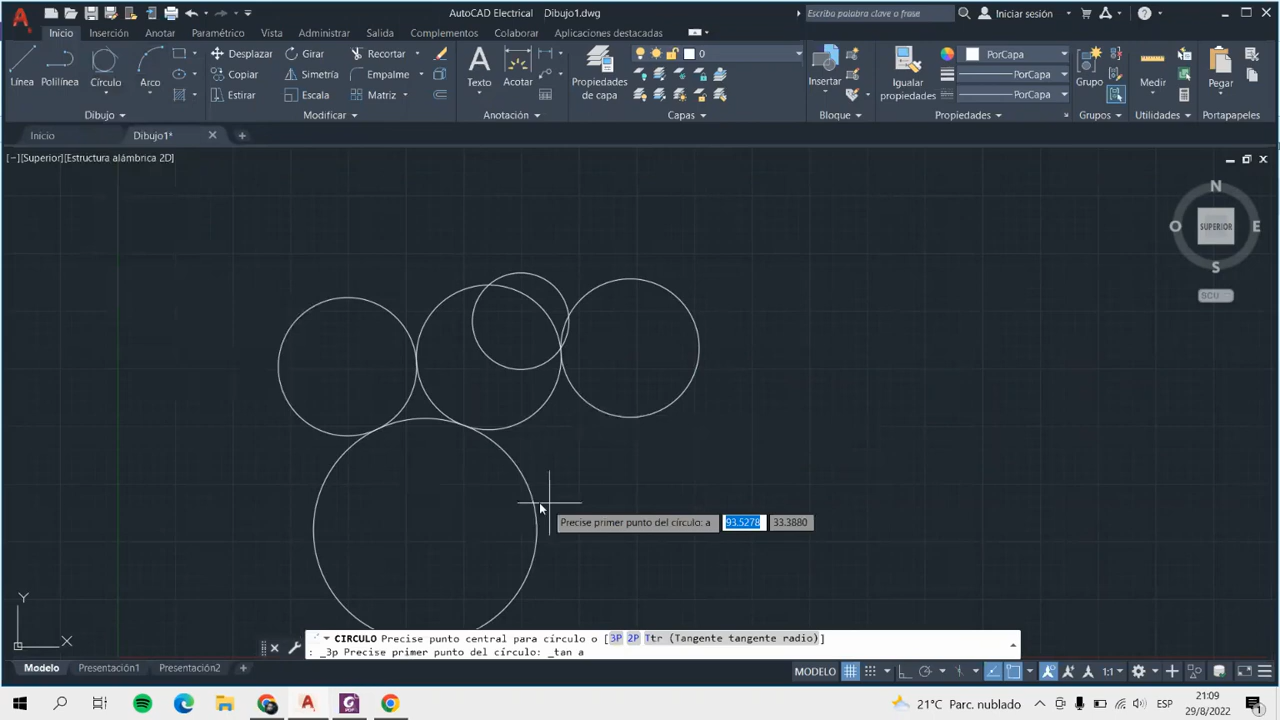 AutoCAD Electrical Dibujo1.dwg
Escriba palabra clave o frase
Iniciar sesión
Inicio Inserción Anotar Paramétrico Vista Administrar Salida Colaborar Complementos Aplicaciones destacadas
Línea Polilínea Círculo Arco
Desplazar Girar Recortar
Copiar Simetría Empalme
Estirar Escala Matriz
Texto Acotar
Propiedades de capa
0
Insertar
Igualar propiedades
PorCapa
PorCapa
PorCapa
Grupo Medir Pegar
Dibujo Modificar Anotación Capas Bloque Propiedades Grupos Utilidades Portapapeles
Inicio Dibujo1*
[−][Superior][Estructura alámbrica 2D]
N
O SUPERIOR E
S
SCU
Precise primer punto del círculo: a 93.5278 33.3880
Y
X
CIRCULO Precise punto central para círculo o [3P 2P Ttr (Tangente tangente radio)]
: _3p Precise primer punto del círculo: _tan a
Modelo Presentación1 Presentación2
MODELO 1:1
21°C Parc. nublado ESP
21:09
29/8/2022
1